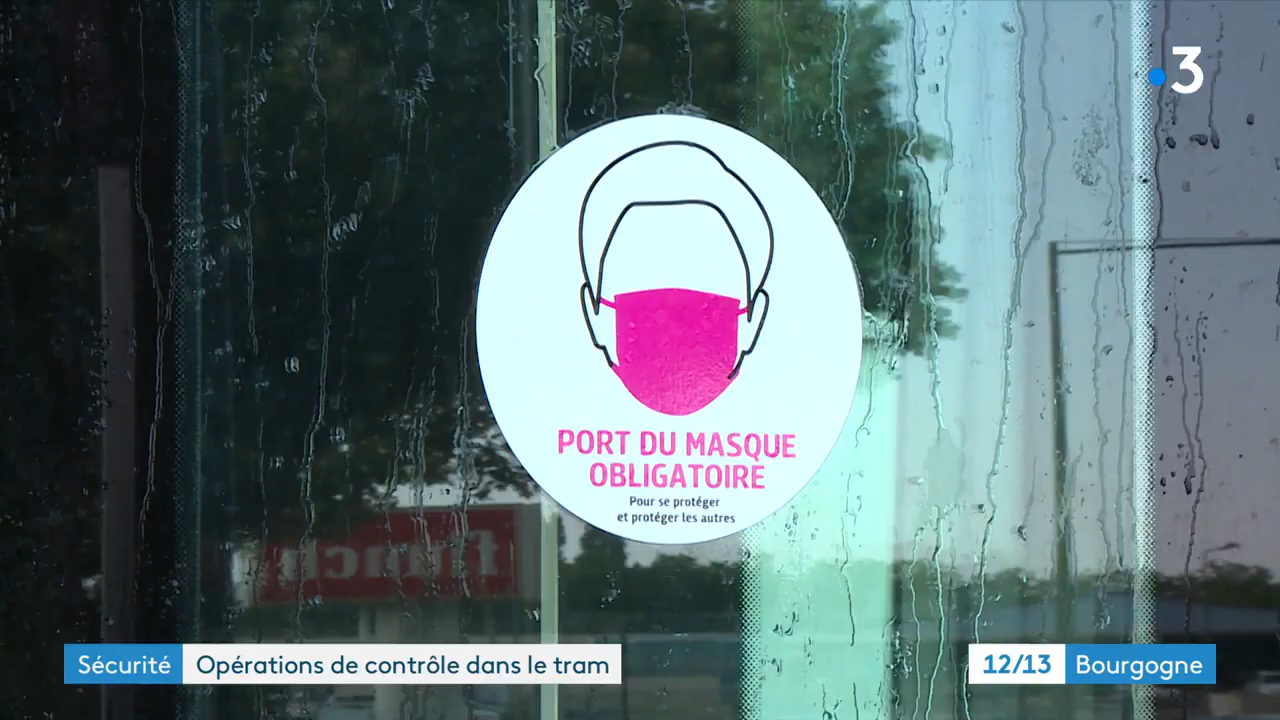 3
PORT DU MASQUE
OBLIGATOIRE
Pour se protéger
et protéger les autres
Sécurité Opérations de contrôle dans le tram
12/13 Bourgogne